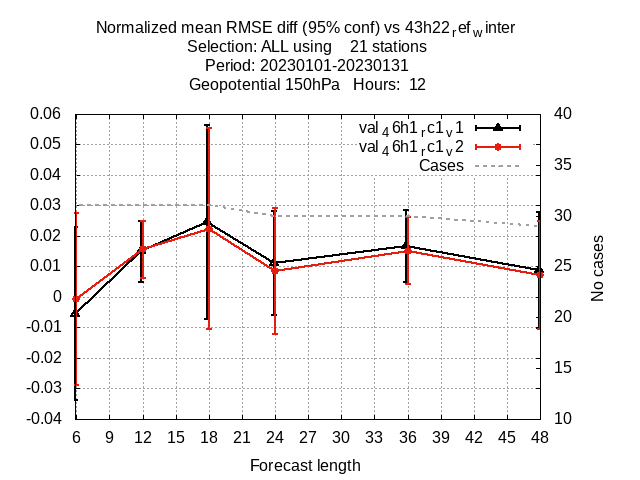 Normalized mean RMSE diff (95% conf) vs 43h22refwinter
Selection: ALL using 21 stations
Period: 20230101-20230131
Geopotential 150hPa Hours: 12
0.06
0.05
0.04
0.03
0.02
0.01
0
-0.01
-0.02
-0.03
-0.04
val46h1rc1v1
val46h1rc1v2
Cases
40
35
30
25
20
15
10
No cases
6 9 12 15 18 21 24 27 30 33 36 39 42 45 48
Forecast length